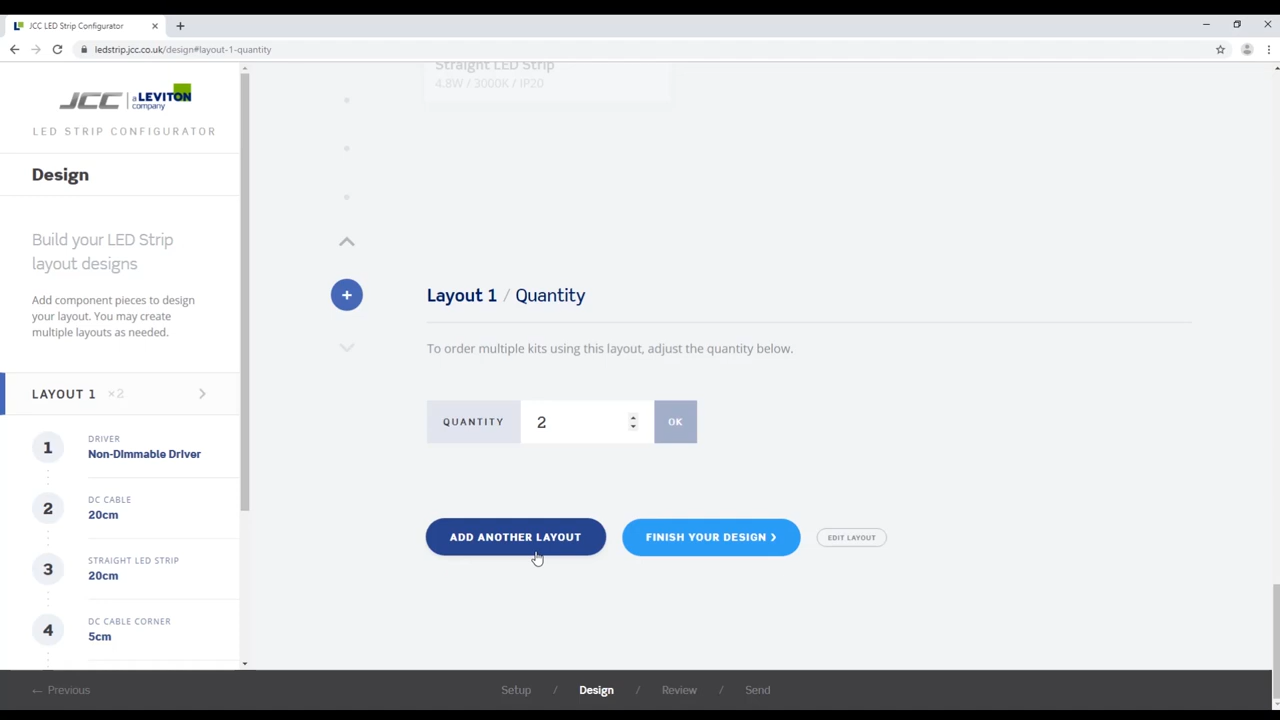 JCC LED Strip Configurator
ledstrip.jcc.co.uk/design#layout-1-quantity
JCC a LEVITON company
LED STRIP CONFIGURATOR
Design
Build your LED Strip
layout designs
Add component pieces to design
your layout. You may create
multiple layouts as needed.
LAYOUT 1 ×2
1 DRIVER
Non-Dimmable Driver
2 DC CABLE
20cm
3 STRAIGHT LED STRIP
20cm
4 DC CABLE CORNER
5cm
Straight LED Strip
4.8W / 3000K / IP20
Layout 1 / Quantity
To order multiple kits using this layout, adjust the quantity below.
QUANTITY 2 OK
ADD ANOTHER LAYOUT FINISH YOUR DESIGN › EDIT LAYOUT
← Previous Setup / Design / Review / Send